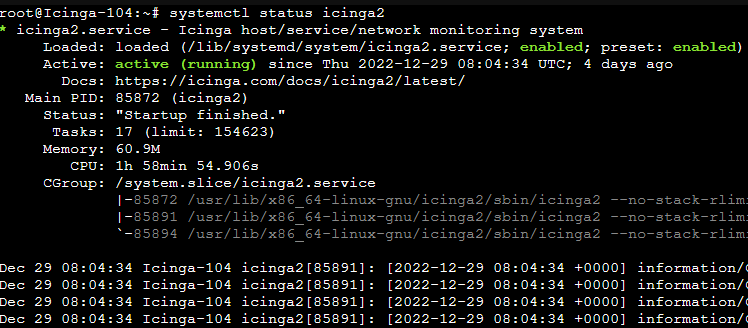 root@Icinga-104:~# systemctl status icinga2
* icinga2.service - Icinga host/service/network monitoring system
Loaded: loaded (/lib/systemd/system/icinga2.service; enabled; preset: enabled)
Active: active (running) since Thu 2022-12-29 08:04:34 UTC; 4 days ago
Docs: https://icinga.com/docs/icinga2/latest/
Main PID: 85872 (icinga2)
Status: "Startup finished."
Tasks: 17 (limit: 154623)
Memory: 60.9M
CPU: 1h 58min 54.906s
CGroup: /system.slice/icinga2.service
|-85872 /usr/lib/x86_64-linux-gnu/icinga2/sbin/icinga2 --no-stack-rlimi
|-85891 /usr/lib/x86_64-linux-gnu/icinga2/sbin/icinga2 --no-stack-rlimi
`-85894 /usr/lib/x86_64-linux-gnu/icinga2/sbin/icinga2 --no-stack-rlimi
Dec 29 08:04:34 Icinga-104 icinga2[85891]: [2022-12-29 08:04:34 +0000] information/C
Dec 29 08:04:34 Icinga-104 icinga2[85891]: [2022-12-29 08:04:34 +0000] information/C
Dec 29 08:04:34 Icinga-104 icinga2[85891]: [2022-12-29 08:04:34 +0000] information/C
Dec 29 08:04:34 Icinga-104 icinga2[85891]: [2022-12-29 08:04:34 +0000] information/C